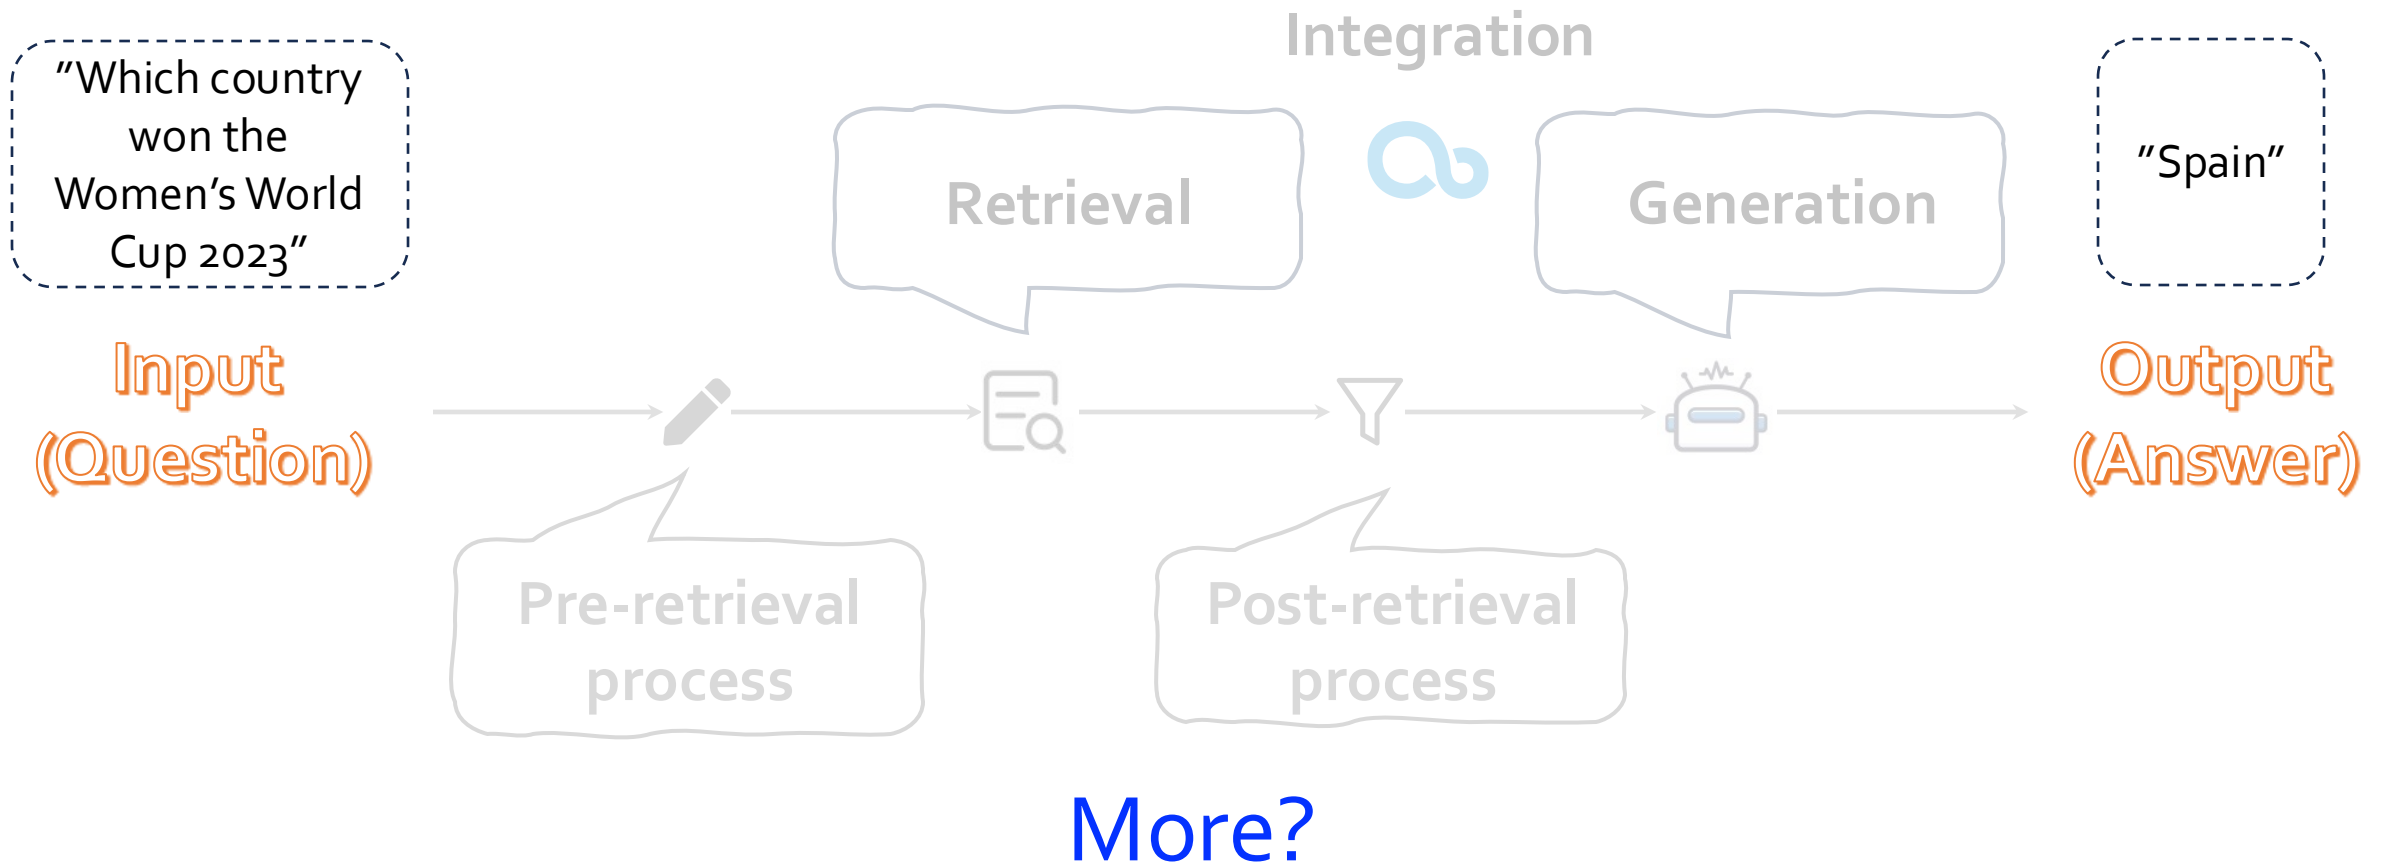 Integration
"Which country
won the
Women's World
Cup 2023"
Retrieval
Generation
"Spain"
Input
(Question)
Output
(Answer)
Pre-retrieval
process
Post-retrieval
process
More?